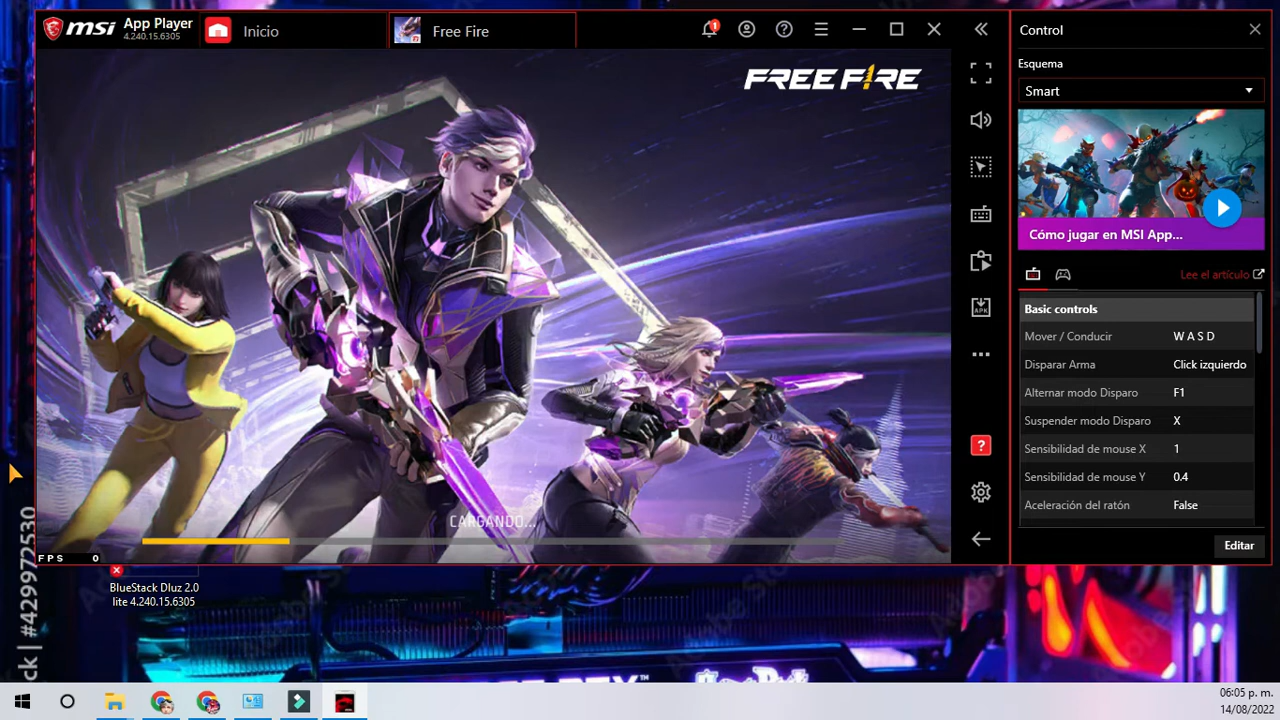 msi App Player
4.240.15.6305
Inicio
Free Fire
1
FREE FIRE
CARGANDO...
FPS 0
APK
?
Control
Esquema
Smart
Cómo jugar en MSI App...
Lee el artículo
Basic controls
Mover / Conducir W A S D
Disparar Arma Click izquierdo
Alternar modo Disparo F1
Suspender modo Disparo X
Sensibilidad de mouse X 1
Sensibilidad de mouse Y 0.4
Aceleración del ratón False
Editar
BlueStack Dluz 2.0
lite 4.240.15.6305
ck | #429972530
06:05 p. m.
14/08/2022